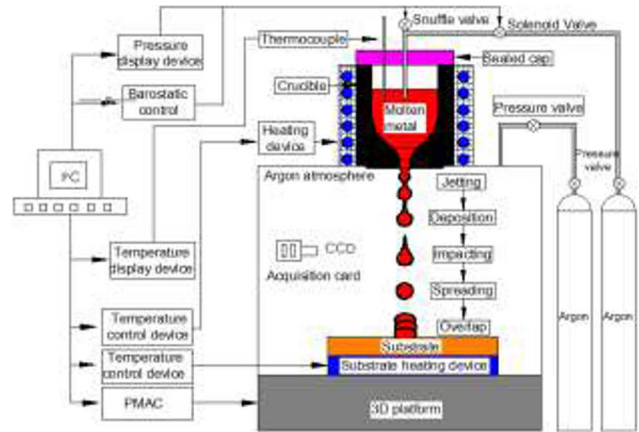 Snuffle valve
Solenoid Valve
Pressure
display device
Thermocouple
Sealed cap
Barostatic
control
Crucible
Molten
metal
Pressure valve
Heating
device
Pressure
valve
PC
Argon atmosphere
Jetting
Deposition
CCD
Impacting
Temperature
display device
Acquisition card
Spreading
Argon
Argon
Temperature
control device
Overlap
Substrate
Temperature
control device
Substrate heating device
PMAC
3D platform